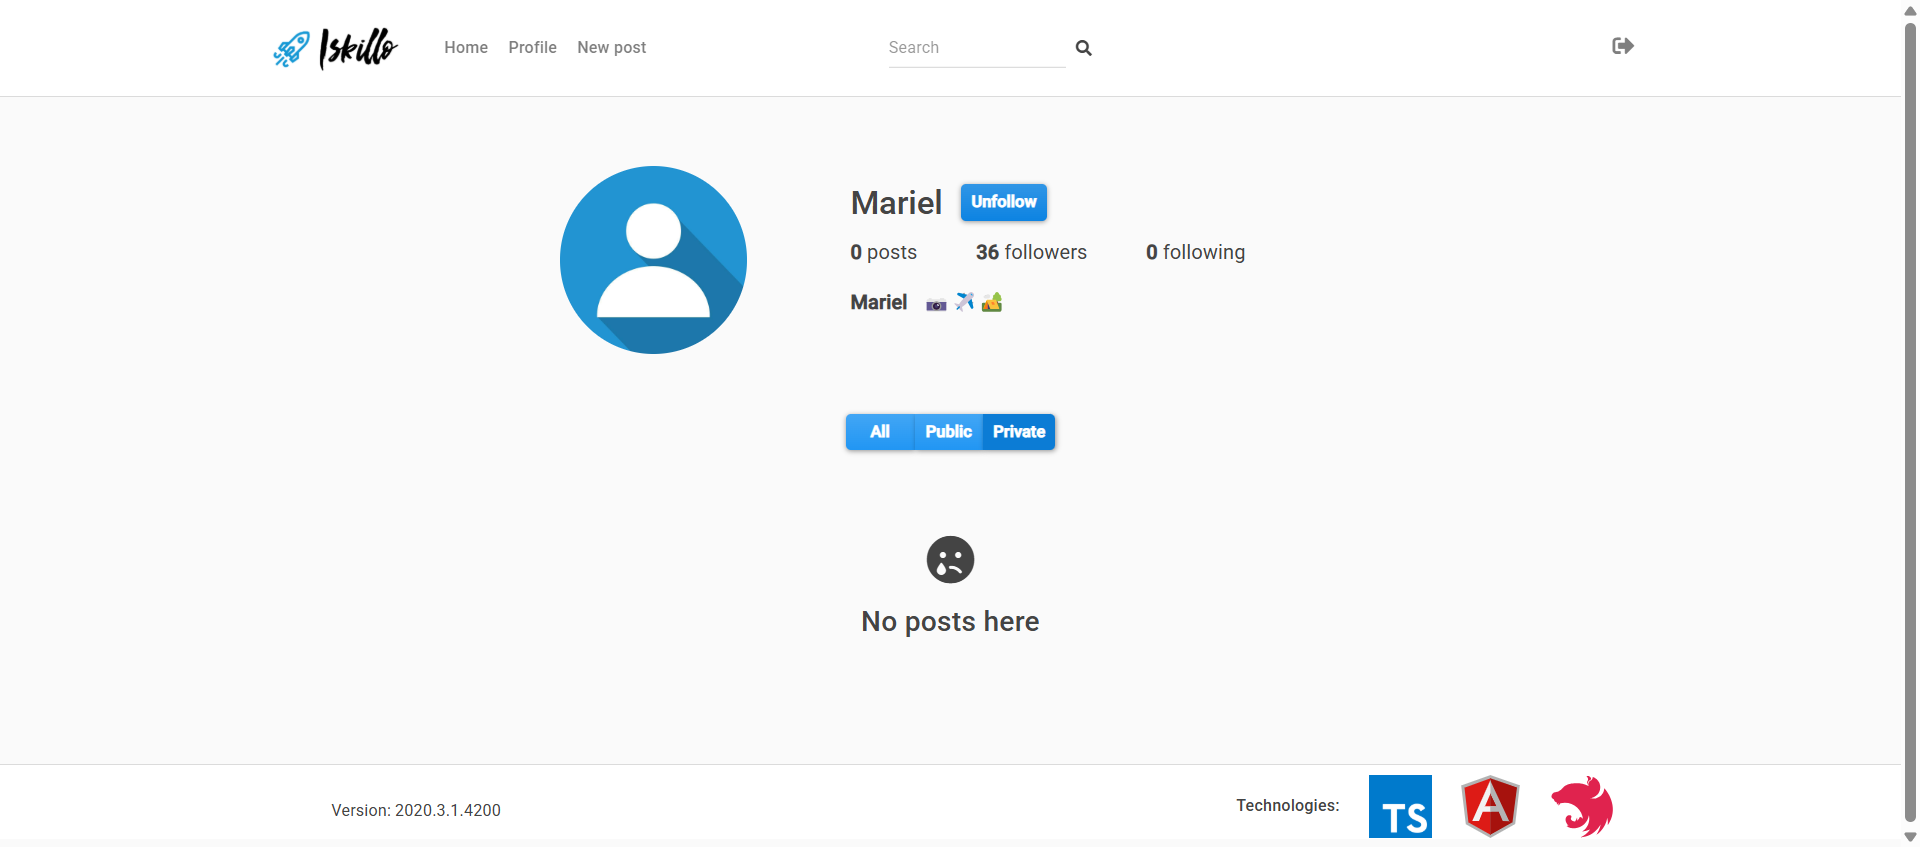 Iskillo
Home Profile New post
Search
Mariel Unfollow
0 posts 36 followers 0 following
Mariel 📷 ✈️ 🏕️
All Public Private
No posts here
Version: 2020.3.1.4200
Technologies: TS A